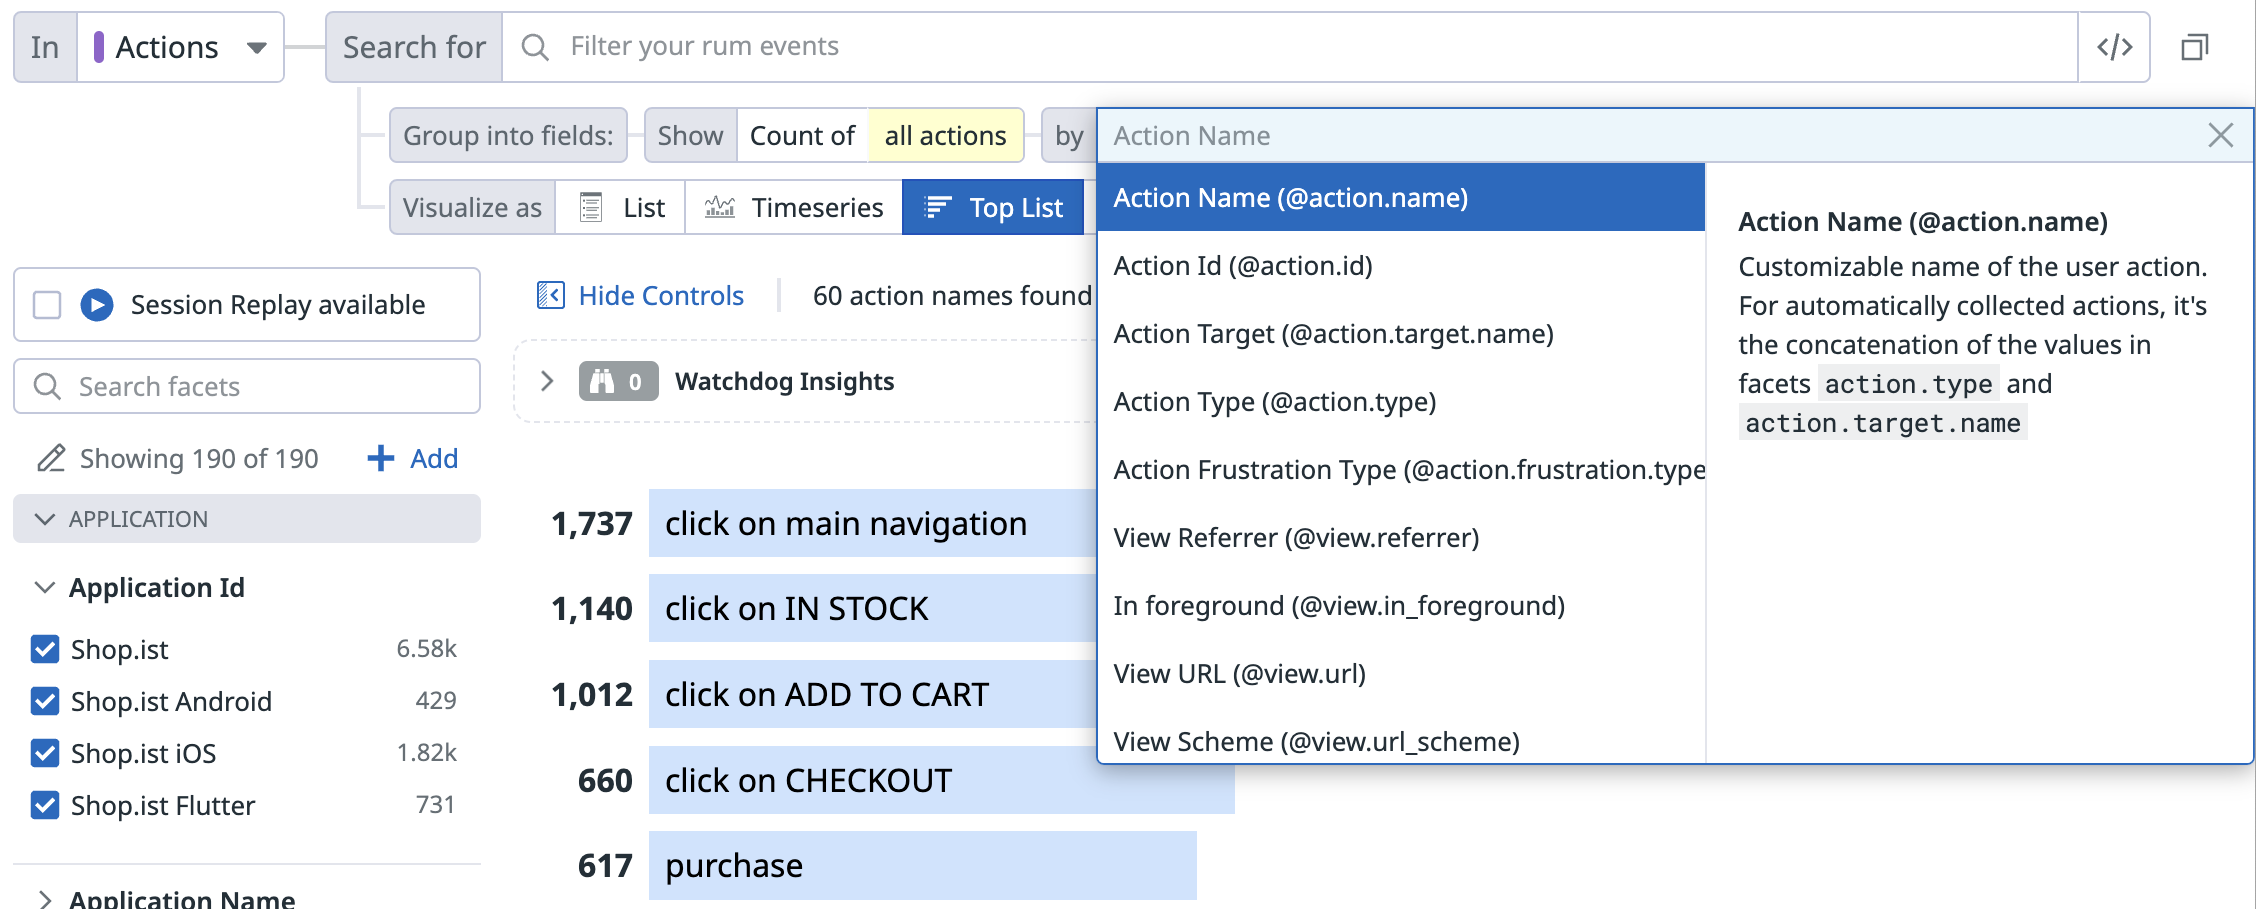 In Actions Search for Filter your rum events </>
Group into fields: Show Count of all actions by Action Name
Visualize as List Timeseries Top List
Action Name (@action.name)
Action Id (@action.id)
Action Target (@action.target.name)
Action Type (@action.type)
Action Frustration Type (@action.frustration.type
View Referrer (@view.referrer)
In foreground (@view.in_foreground)
View URL (@view.url)
View Scheme (@view.url_scheme)
Action Name (@action.name)
Customizable name of the user action.
For automatically collected actions, it's
the concatenation of the values in
facets action.type and
action.target.name
Session Replay available
Search facets
Showing 190 of 190 + Add
APPLICATION
Application Id
Shop.ist 6.58k
Shop.ist Android 429
Shop.ist iOS 1.82k
Shop.ist Flutter 731
Application Name
Hide Controls 60 action names found
0 Watchdog Insights
1,737 click on main navigation
1,140 click on IN STOCK
1,012 click on ADD TO CART
660 click on CHECKOUT
617 purchase